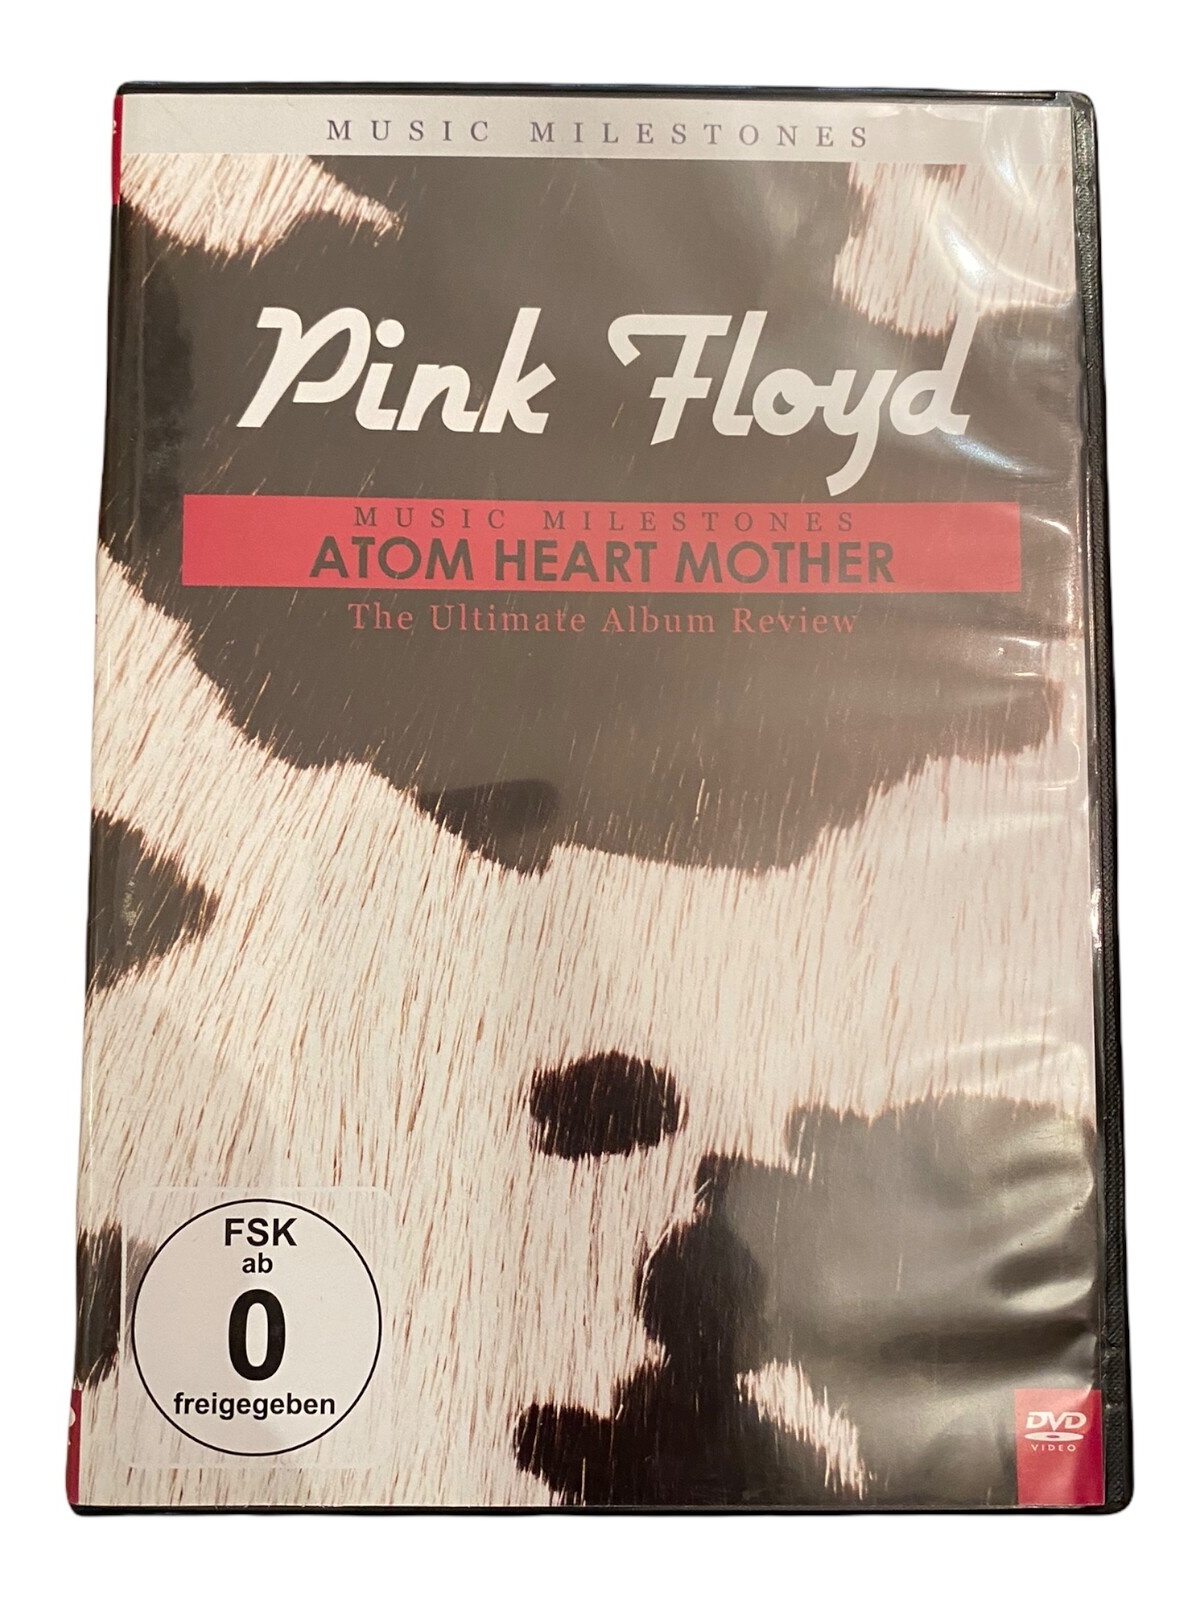 MUSIC MILESTONES
Pink Floyd
MUSIC MILESTONES
ATOM HEART MOTHER
The Ultimate Album Review
FSK
ab
0
freigegeben
DVD
VIDEO